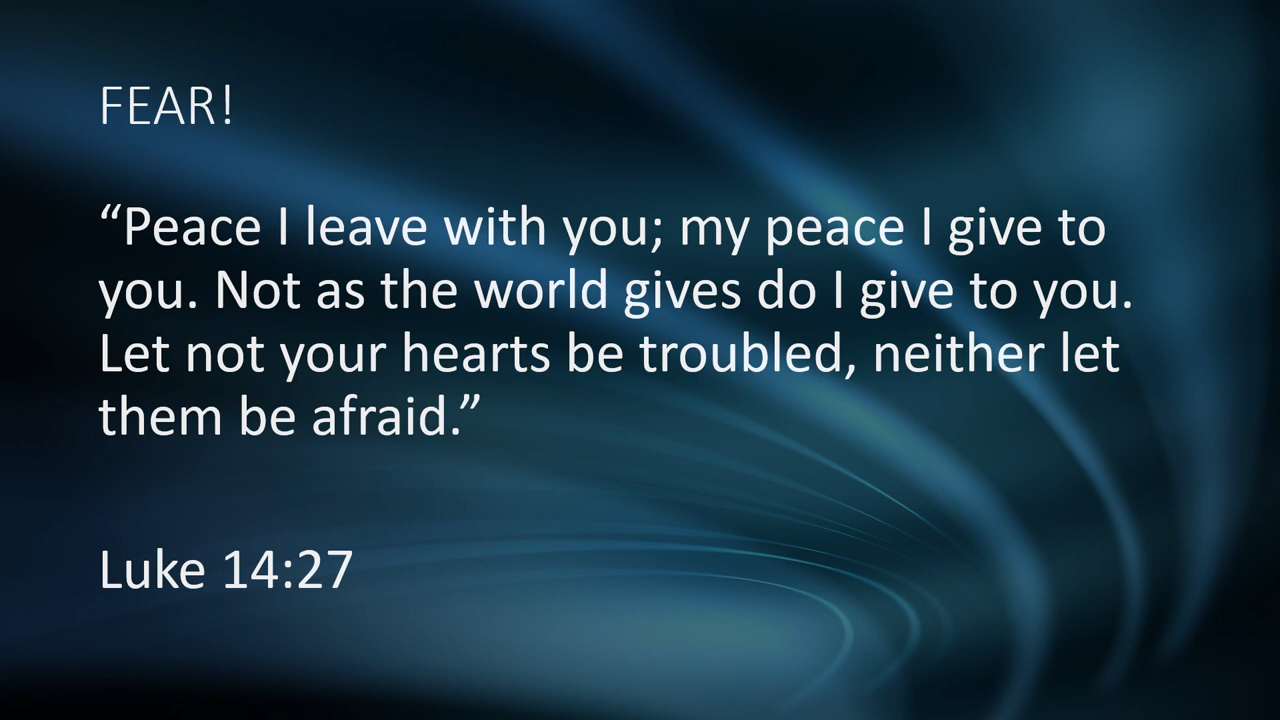 FEAR!
“Peace I leave with you; my peace I give to
you. Not as the world gives do I give to you.
Let not your hearts be troubled, neither let
them be afraid.”
Luke 14:27